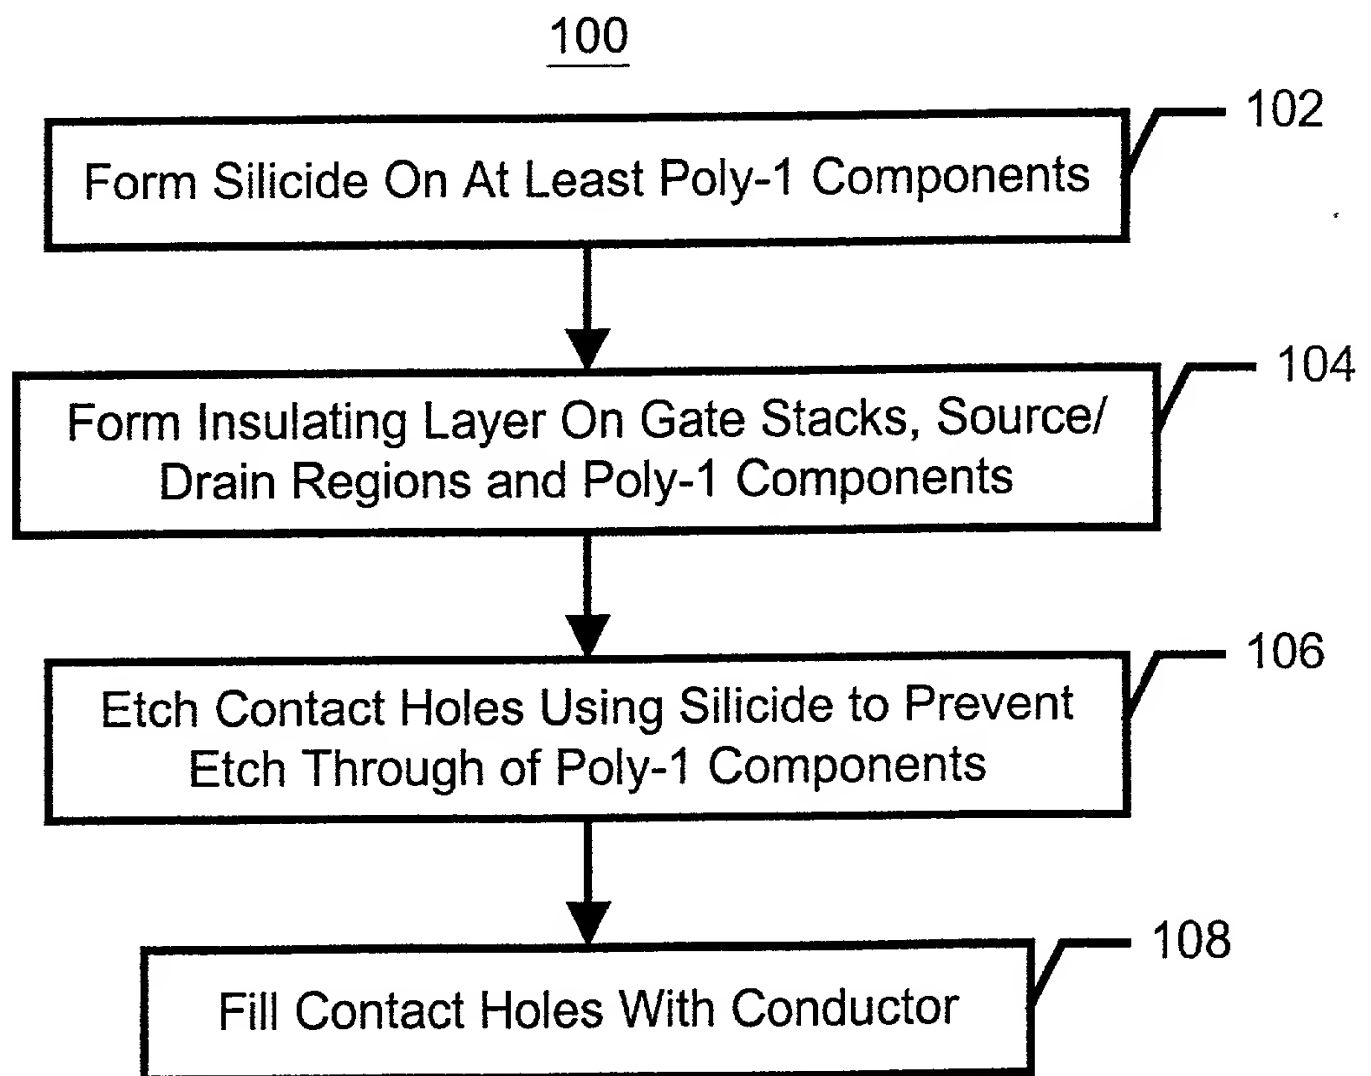 100
102
Form Silicide On At Least Poly-1 Components
104
Form Insulating Layer On Gate Stacks, Source/
Drain Regions and Poly-1 Components
106
Etch Contact Holes Using Silicide to Prevent
Etch Through of Poly-1 Components
108
Fill Contact Holes With Conductor